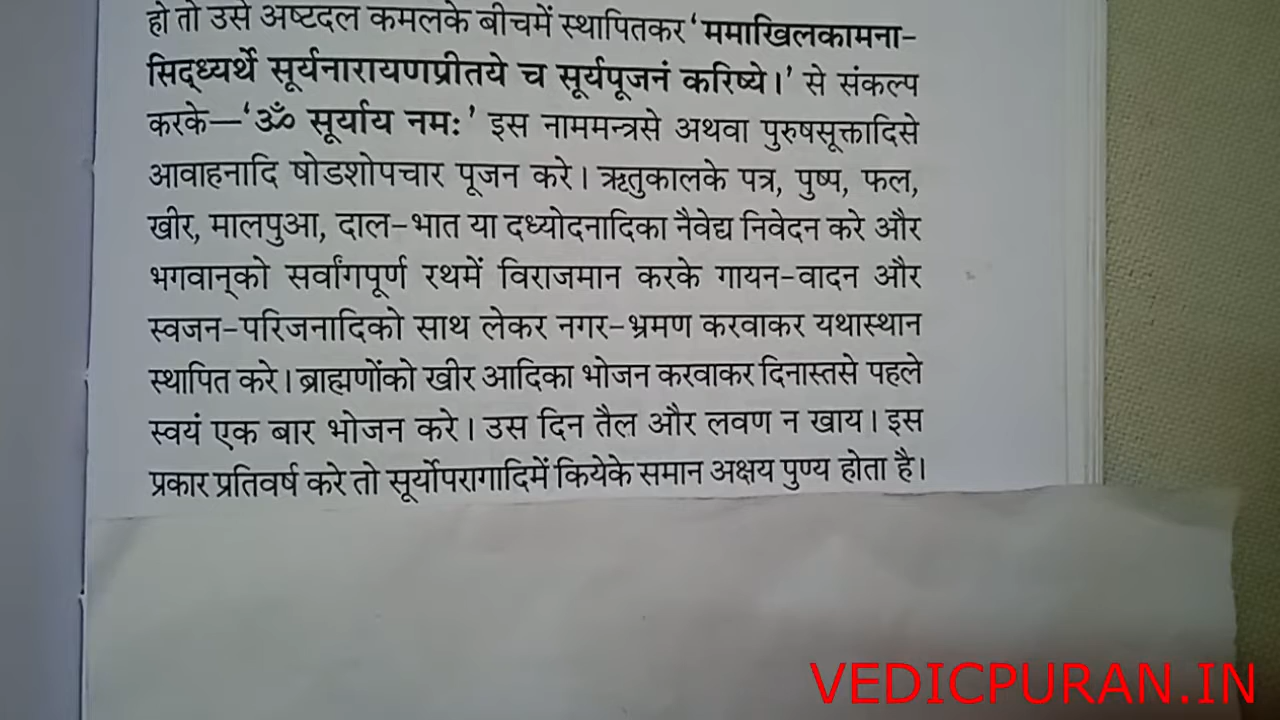 हो तो उसे अष्टदल कमलके बीचमें स्थापितकर ‘ममाखिलकामना-
सिद्ध्यर्थे सूर्यनारायणप्रीतये च सूर्यपूजनं करिष्ये।’ से संकल्प
करके—‘ॐ सूर्याय नमः’ इस नाममन्त्रसे अथवा पुरुषसूक्तादिसे
आवाहनादि षोडशोपचार पूजन करे। ऋतुकालके पत्र, पुष्प, फल,
खीर, मालपुआ, दाल-भात या दध्योदनादिका नैवेद्य निवेदन करे और
भगवान्‌को सर्वांगपूर्ण रथमें विराजमान करके गायन-वादन और
स्वजन-परिजनादिको साथ लेकर नगर-भ्रमण करवाकर यथास्थान
स्थापित करे। ब्राह्मणोंको खीर आदिका भोजन करवाकर दिनास्तसे पहले
स्वयं एक बार भोजन करे। उस दिन तैल और लवण न खाय। इस
प्रकार प्रतिवर्ष करे तो सूर्योपरागादिमें कियेके समान अक्षय पुण्य होता है।
VEDICPURAN.IN